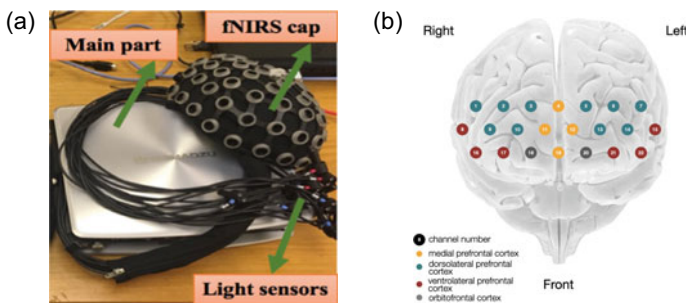 (a)
Main part
fNIRS cap
Light sensors
(b)
Right
Left
channel number
medial prefrontal cortex
dorsolateral prefrontal
cortex
ventrolateral prefrontal
cortex
orbitofrontal cortex
Front